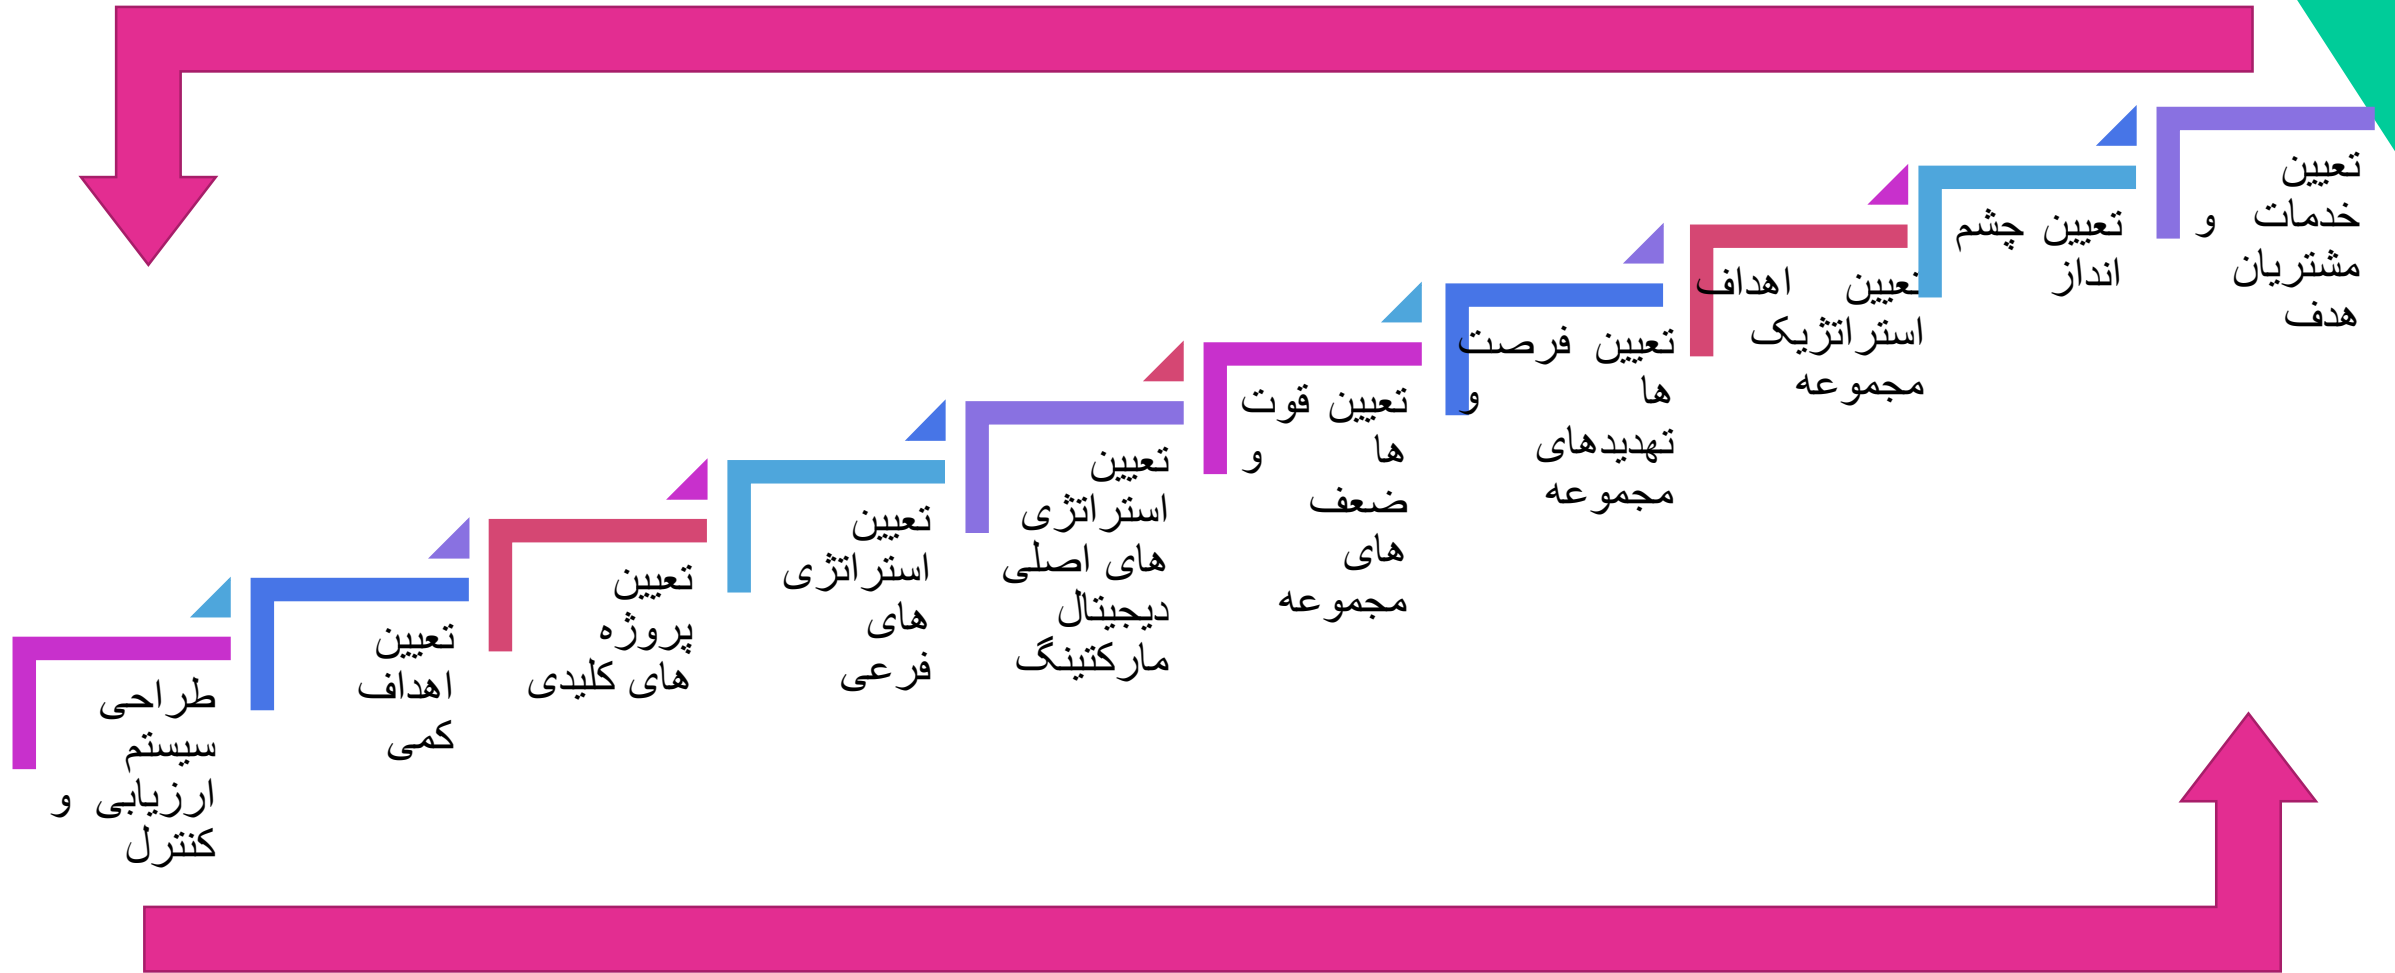 تعیین
خدمات و
مشتریان
هدف
تعیین چشم
انداز
تعیین اهداف
استراتژیک
مجموعه
تعیین فرصت
ها و
تهدیدهای
مجموعه
تعیین قوت
ها و
ضعف
های
مجموعه
تعیین
استراتژی
های اصلی
دیجیتال
مارکتینگ
تعیین
استراتژی
های
فرعی
تعیین
پروژه
های کلیدی
تعیین
اهداف
کمی
طراحی
سیستم
ارزیابی و
کنترل